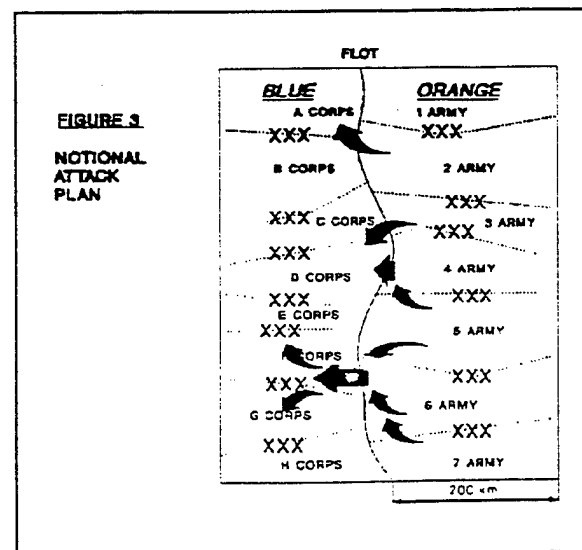 FLOT
BLUE ORANGE
FIGURE 3
NOTIONAL
ATTACK
PLAN
A CORPS 1 ARMY
XXX XXX
B CORPS 2 ARMY
XXX
XXX C CORPS 3 ARMY
XXX
XXX
D CORPS 4 ARMY
XXX XXX
E CORPS
XXX 5 ARMY
CORPS
XXX XXX
G CORPS 6 ARMY
XXX XXX
H CORPS 7 ARMY
200 km